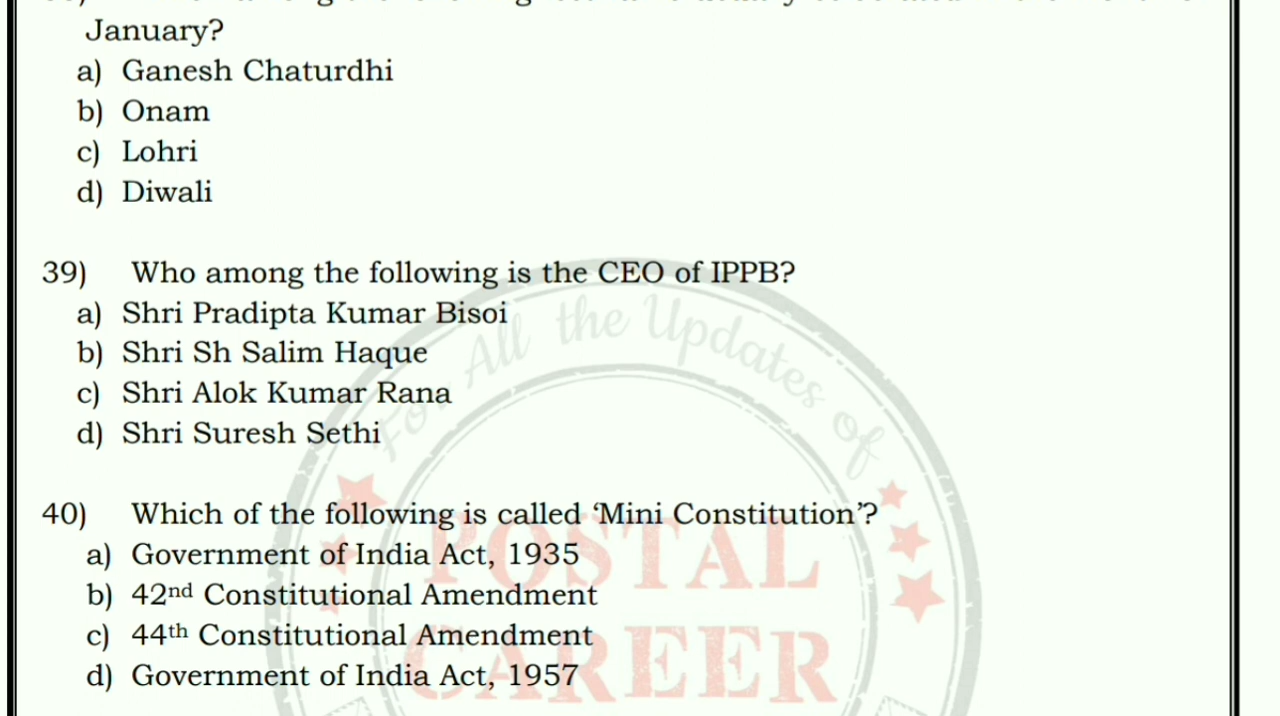 January?
a) Ganesh Chaturdhi
b) Onam
c) Lohri
d) Diwali
39) Who among the following is the CEO of IPPB?
a) Shri Pradipta Kumar Bisoi
b) Shri Sh Salim Haque
c) Shri Alok Kumar Rana
d) Shri Suresh Sethi
40) Which of the following is called ‘Mini Constitution’?
a) Government of India Act, 1935
b) 42nd Constitutional Amendment
c) 44th Constitutional Amendment
d) Government of India Act, 1957
For All the Updates of
POSTAL
CAREER